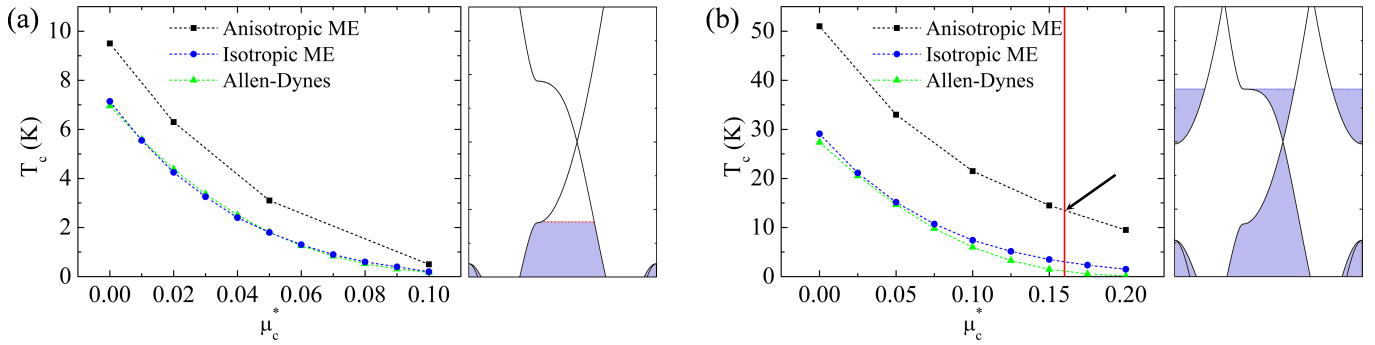 (a)
Anisotropic ME
Isotropic ME
Allen-Dynes
10
8
6
4
2
0
T_c (K)
0.00 0.02 0.04 0.06 0.08 0.10
μ_c^*
(b)
Anisotropic ME
Isotropic ME
Allen-Dynes
50
40
30
20
10
0
T_c (K)
0.00 0.05 0.10 0.15 0.20
μ_c^*